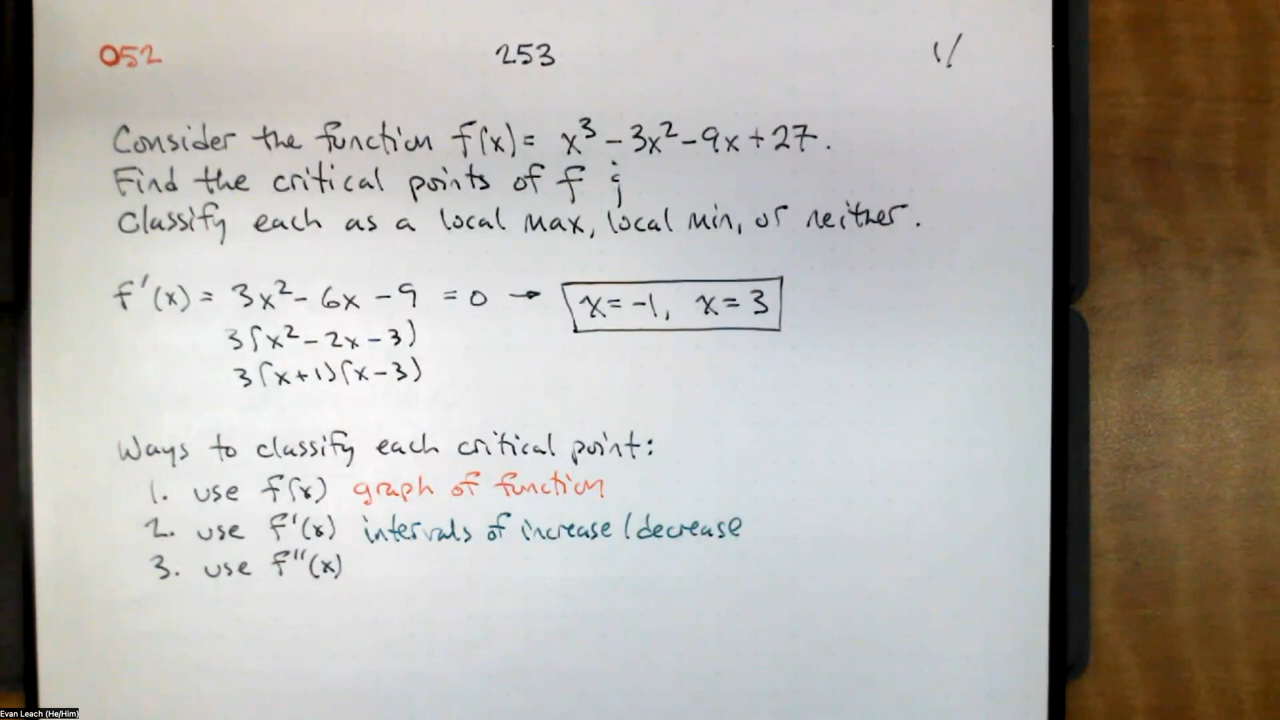 052 253 1/
Consider the function f(x) = x³ - 3x² - 9x + 27.
Find the critical points of f ;
Classify each as a local max, local min, or neither.
f'(x) = 3x² - 6x - 9 = 0 → x = -1, x = 3
3(x² - 2x - 3)
3(x+1)(x-3)
Ways to classify each critical point:
1. use f(x) graph of function
2. use f'(x) intervals of increase/decrease
3. use f"(x)
Evan Leach (He/Him)